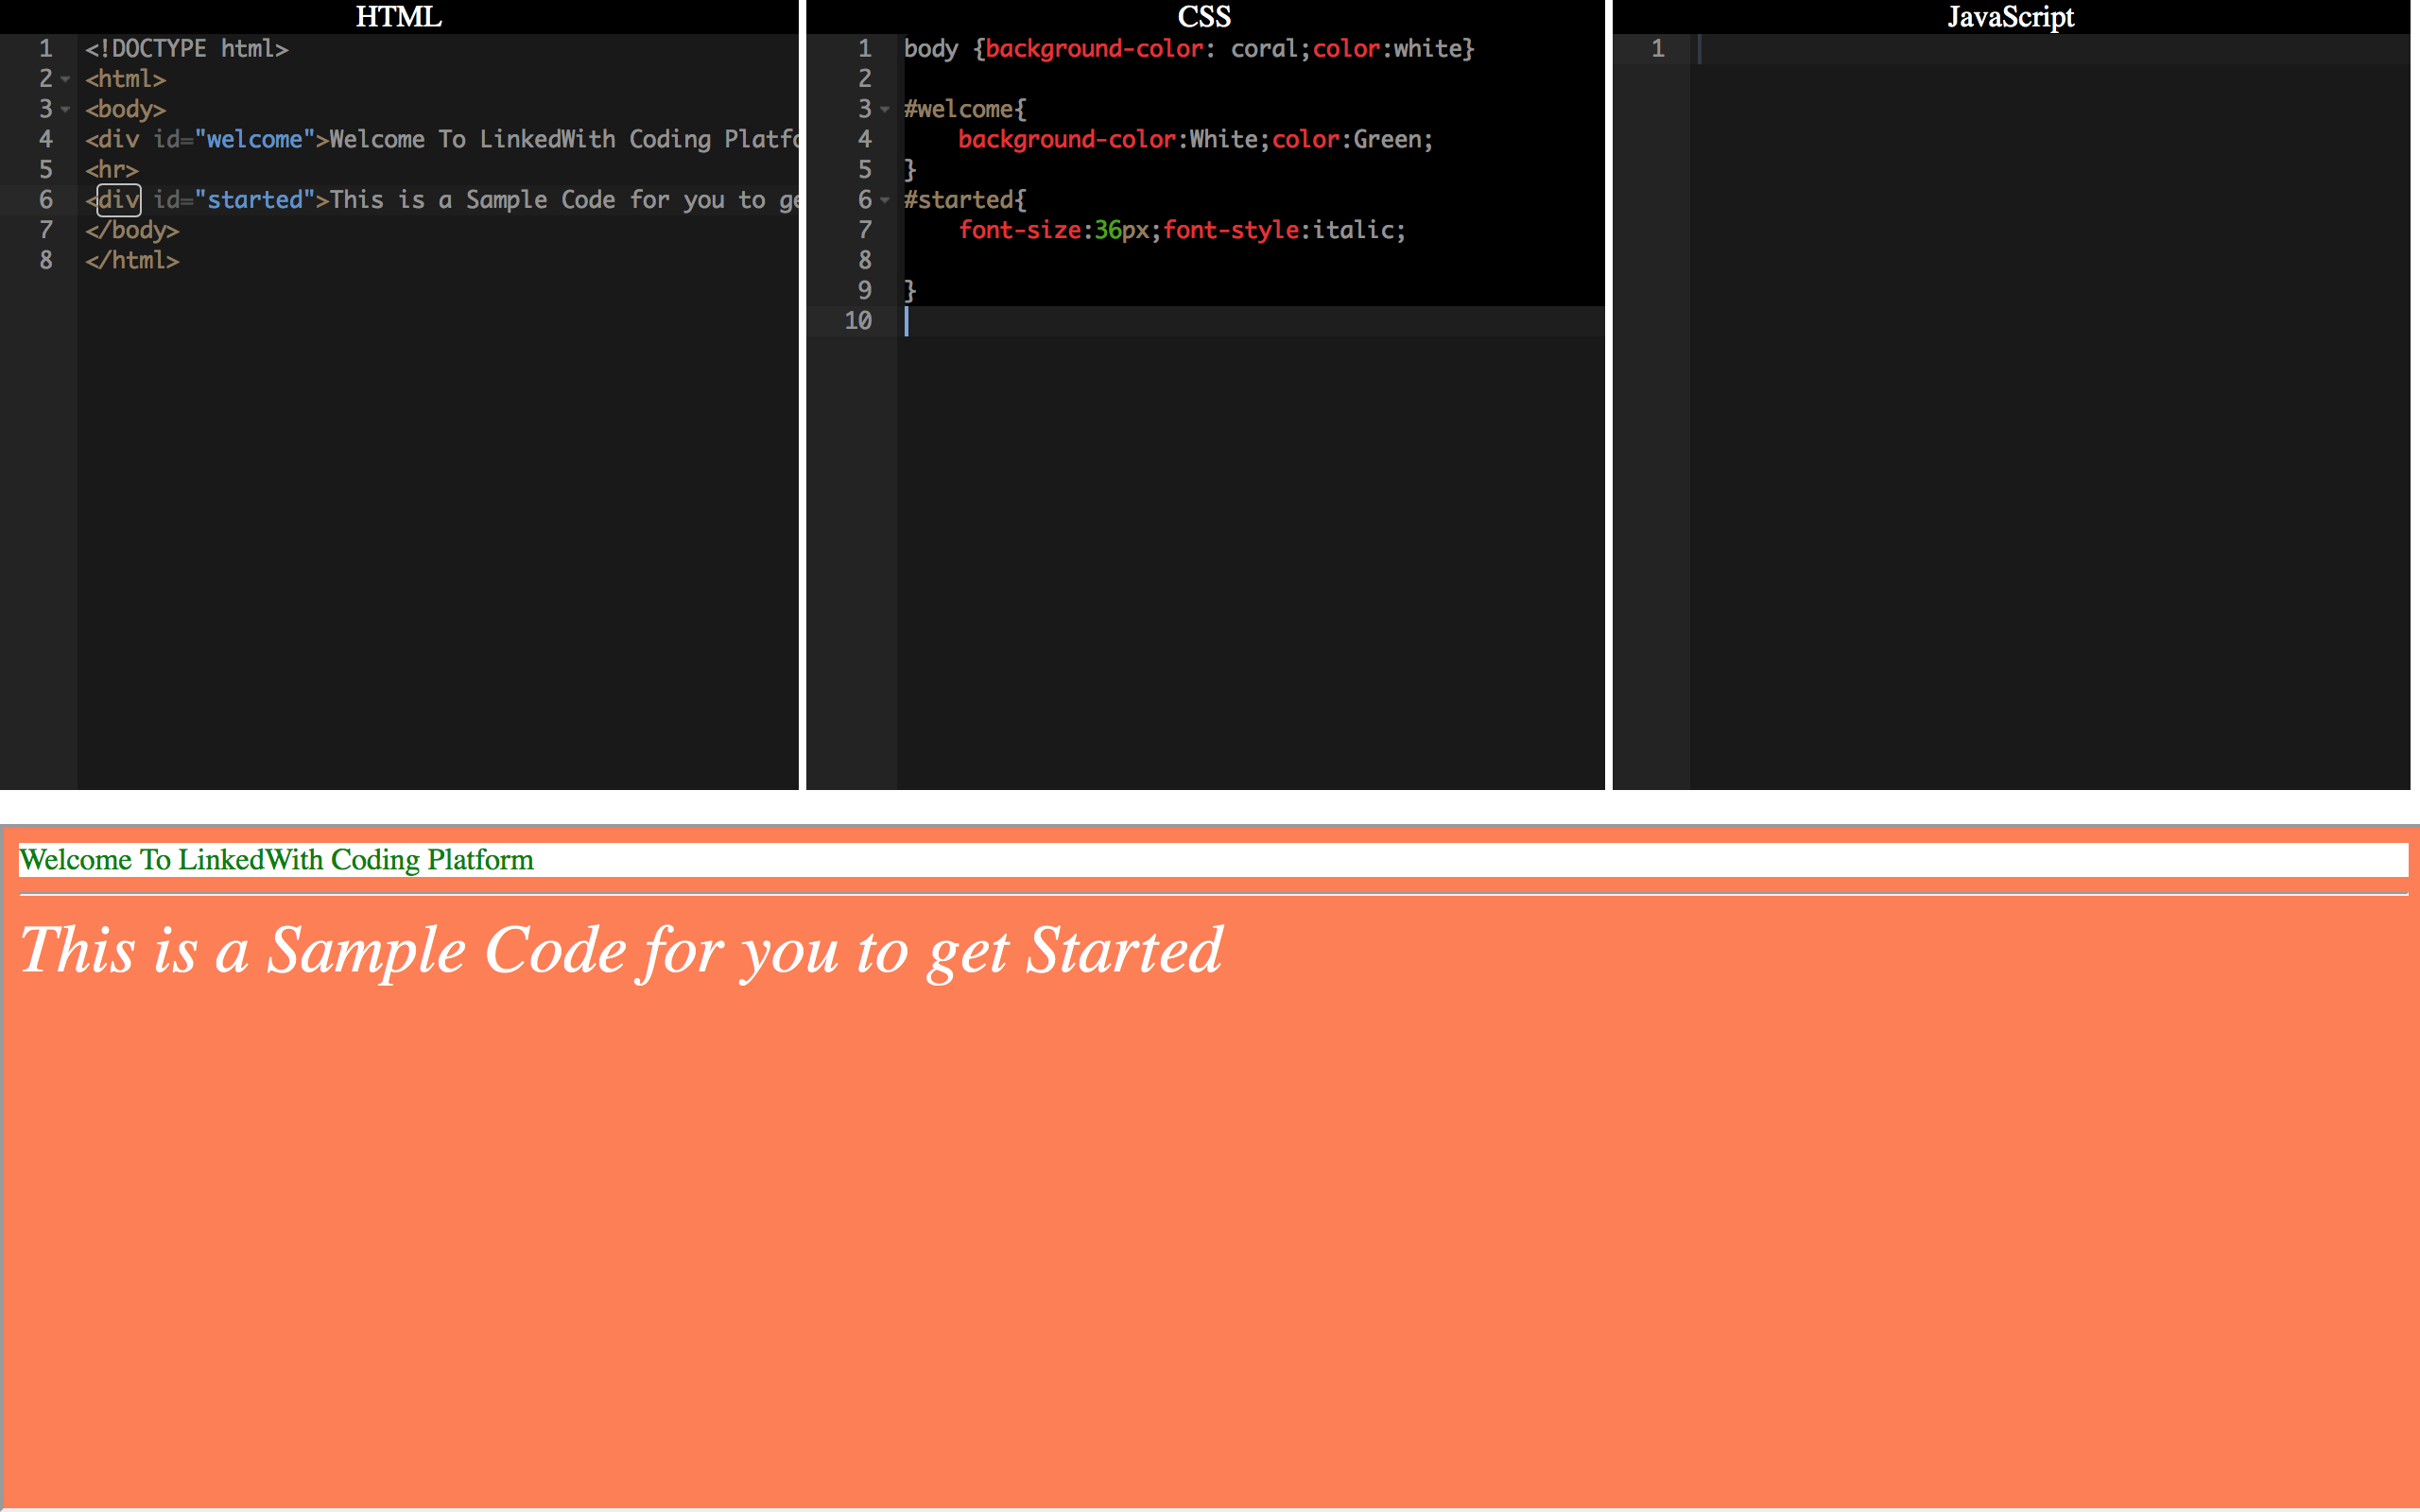 HTML
1 <!DOCTYPE html>
2 <html>
3 <body>
4 <div id="welcome">Welcome To LinkedWith Coding Platfo
5 <hr>
6 <div id="started">This is a Sample Code for you to ge
7 </body>
8 </html>
CSS
1 body {background-color: coral;color:white}
2
3 #welcome{
4     background-color:White;color:Green;
5 }
6 #started{
7     font-size:36px;font-style:italic;
8
9 }
10
JavaScript
1
Welcome To LinkedWith Coding Platform
This is a Sample Code for you to get Started